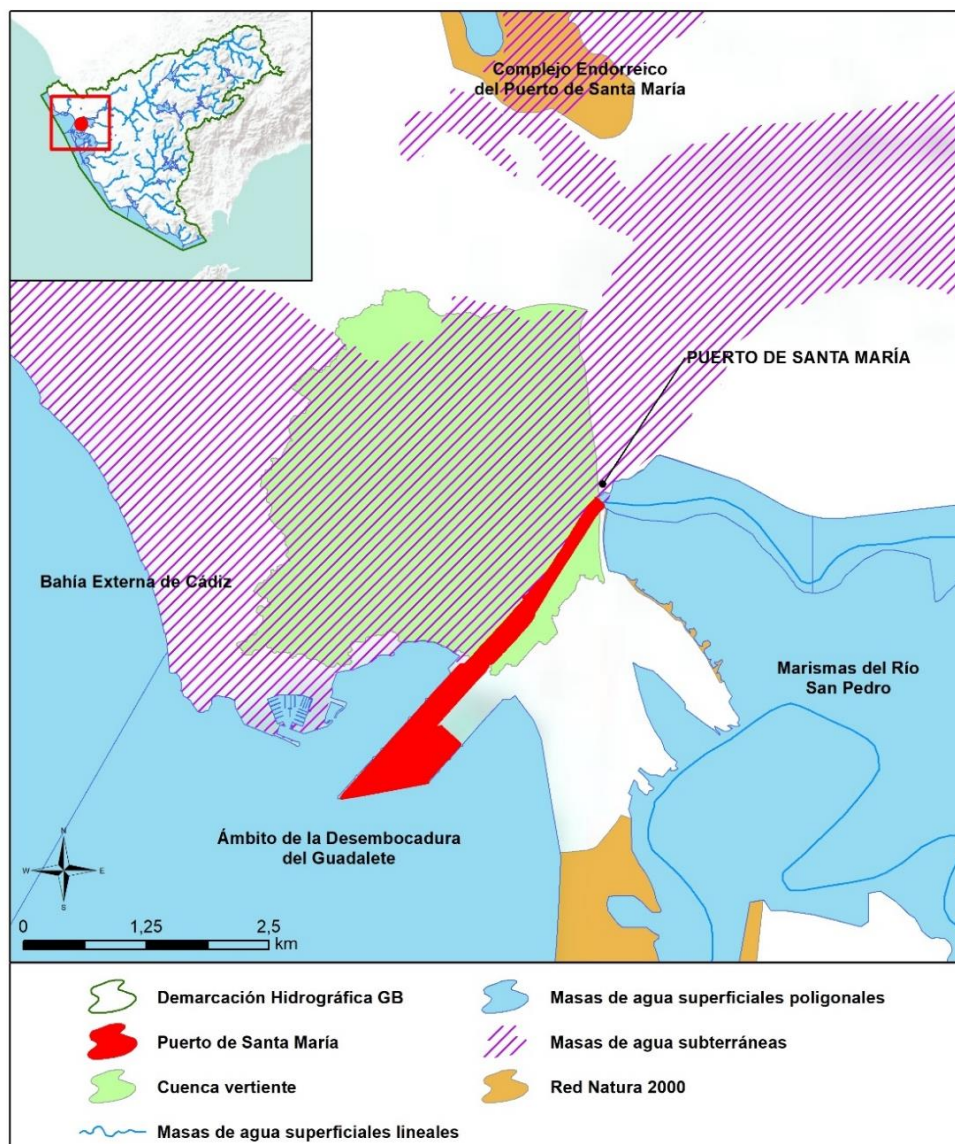 Complejo Endorreico
del Puerto de Santa María
PUERTO DE SANTA MARÍA
Bahía Externa de Cádiz
Marismas del Río
San Pedro
Ámbito de la Desembocadura
del Guadalete
N
W E
S
0 1,25 2,5
km
Demarcación Hidrográfica GB
Puerto de Santa María
Cuenca vertiente
Masas de agua superficiales lineales
Masas de agua superficiales poligonales
Masas de agua subterráneas
Red Natura 2000